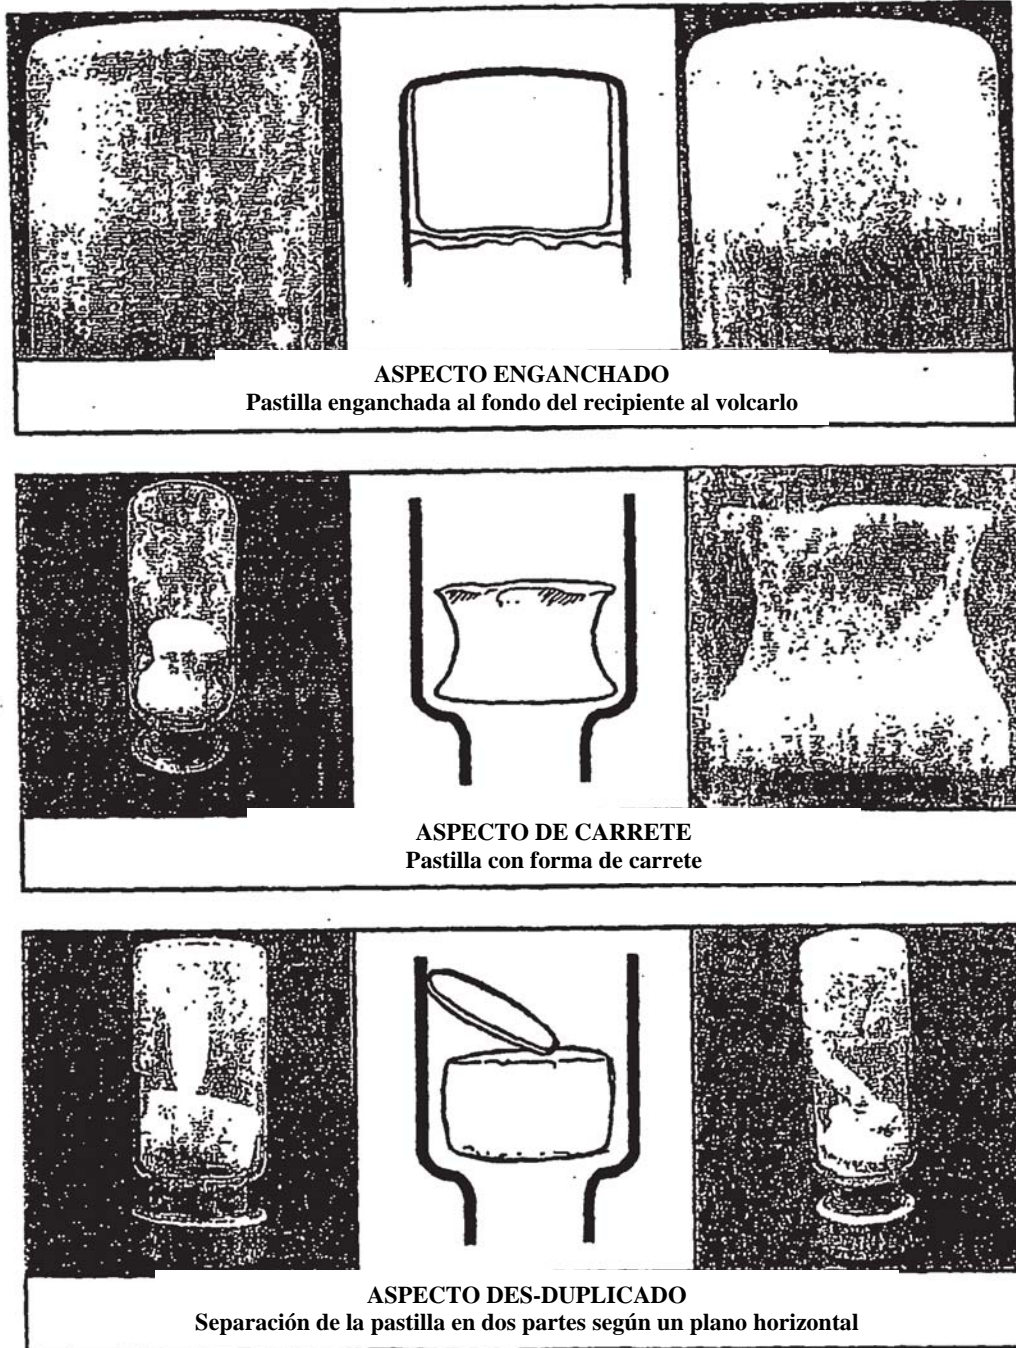 ASPECTO ENGANCHADO
Pastilla enganchada al fondo del recipiente al volcarlo
ASPECTO DE CARRETE
Pastilla con forma de carrete
ASPECTO DES-DUPLICADO
Separación de la pastilla en dos partes según un plano horizontal